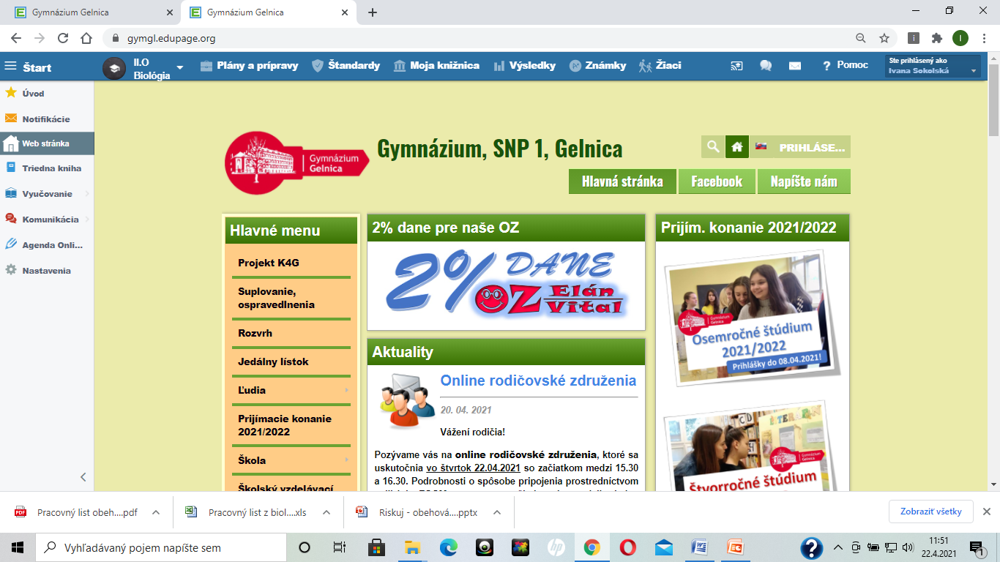 Gymnázium Gelnica
Gymnázium Gelnica
gymgl.edupage.org
I
Štart
II.O
Biológia
Plány a prípravy
Štandardy
Moja knižnica
Výsledky
Známky
Žiaci
? Pomoc
Ste prihlásený ako
Ivana Sokolská
Úvod
Notifikácie
Web stránka
Triedna kniha
Vyučovanie
Komunikácia
Agenda Onli...
Nastavenia
Gymnázium
Gelnica
Gymnázium, SNP 1, Gelnica
PRIHLÁSE...
Hlavná stránka
Facebook
Napíšte nám
Hlavné menu
Projekt K4G
Suplovanie,
ospravedlnenia
Rozvrh
Jedálny lístok
Ľudia
Prijímacie konanie
2021/2022
Škola
Školský vzdelávací
2% dane pre naše OZ
2% DANE
OZ Elán
Vital
Aktuality
Online rodičovské združenia
20. 04. 2021
Vážení rodičia!
Pozývame vás na online rodičovské združenia, ktoré sa
uskutočnia vo štvrtok 22.04.2021 so začiatkom medzi 15.30
a 16.30. Podrobnosti o spôsobe pripojenia prostredníctvom
Prijím. konanie 2021/2022
Gymnázium
Gelnica
Osemročné štúdium
2021/2022
Prihlášky do 08.04.2021!
Štvorročné štúdium
Pracovný list obeh....pdf
Pracovný list z biol....xls
Riskuj - obehová....pptx
Zobraziť všetky
Vyhľadávaný pojem napíšte sem
11:51
22.4.2021
1